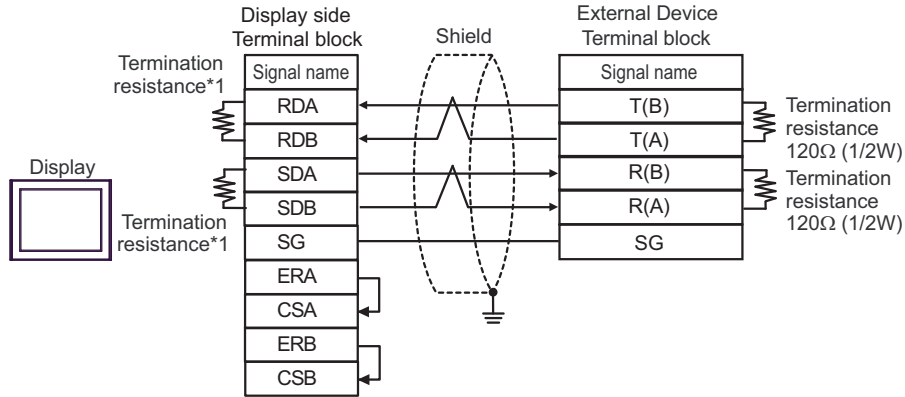 Display side
Terminal block
External Device
Terminal block
Shield
Termination
resistance*1
Signal name
Signal name
RDA
T(B)
RDB
T(A)
Termination
resistance
120Ω (1/2W)
SDA
R(B)
SDB
R(A)
Termination
resistance
120Ω (1/2W)
Display
Termination
resistance*1
SG
SG
ERA
CSA
ERB
CSB